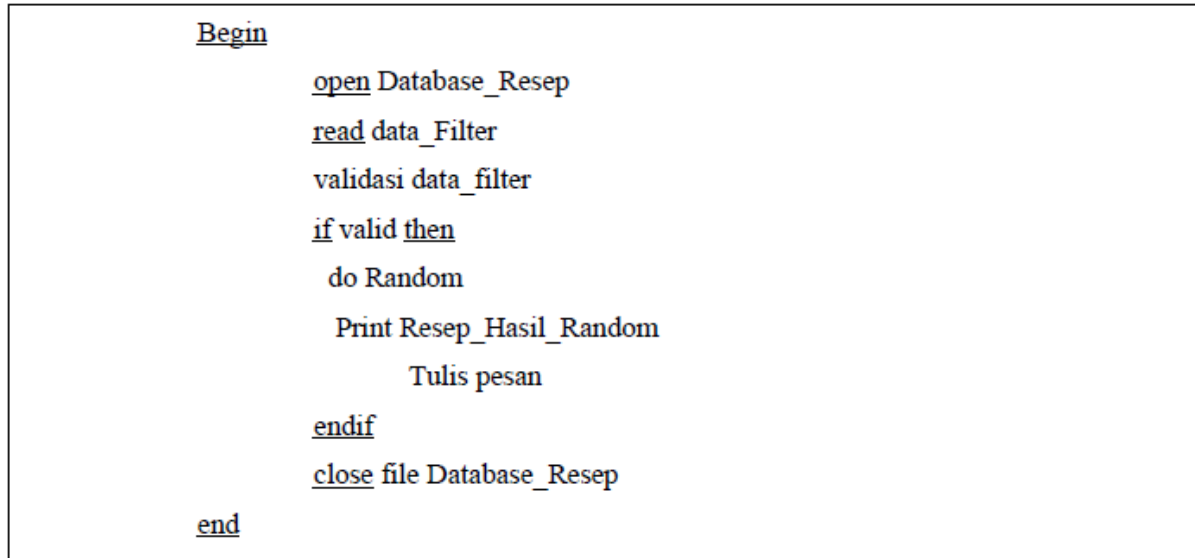 Begin
open Database_Resep
read data_Filter
validasi data_filter
if valid then
do Random
Print Resep_Hasil_Random
Tulis pesan
endif
close file Database_Resep
end